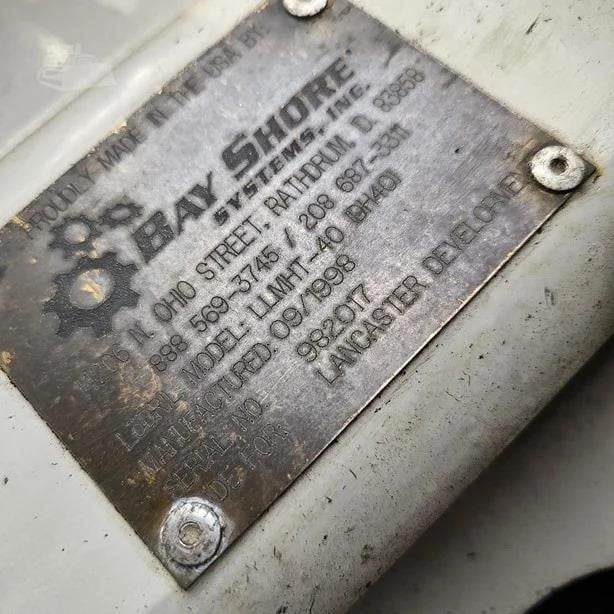 PROUDLY MADE IN THE USA BY:
BAY SHORE
SYSTEMS, INC.
N. OHIO STREET, RATHDRUM, ID. 83858
888 569-3745 / 208 687-3311
MODEL: LLMHT-40 (BH40)
MANUFACTURED: 09/1998
SERIAL NO. 982017
FOR: LANCASTER DEVELOPMENT